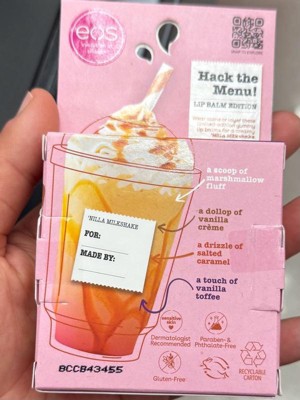 eos
Hack the
Menu!
LIP BALM EDITION
a scoop of
marshmallow
fluff
a dollop of
vanilla
crème
a drizzle of
salted
caramel
a touch of
vanilla
toffee
'NILLA MILKSHAKE
FOR:
MADE BY:
sensitive
skin
Dermatologist
Recommended
Paraben- &
Phthalate-Free
Gluten-Free
RECYCLABLE
CARTON
BCCB43455